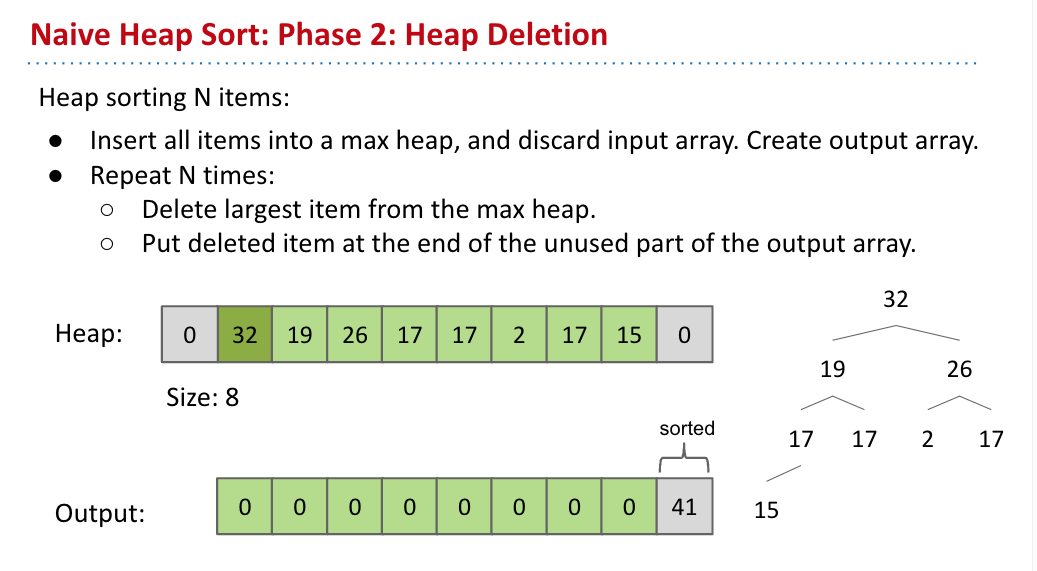 Naive Heap Sort: Phase 2: Heap Deletion
Heap sorting N items:
● Insert all items into a max heap, and discard input array. Create output array.
● Repeat N times:
○ Delete largest item from the max heap.
○ Put deleted item at the end of the unused part of the output array.
Heap: 0 32 19 26 17 17 2 17 15 0
Size: 8
sorted
Output: 0 0 0 0 0 0 0 0 41
32
19 26
17 17 2 17
15